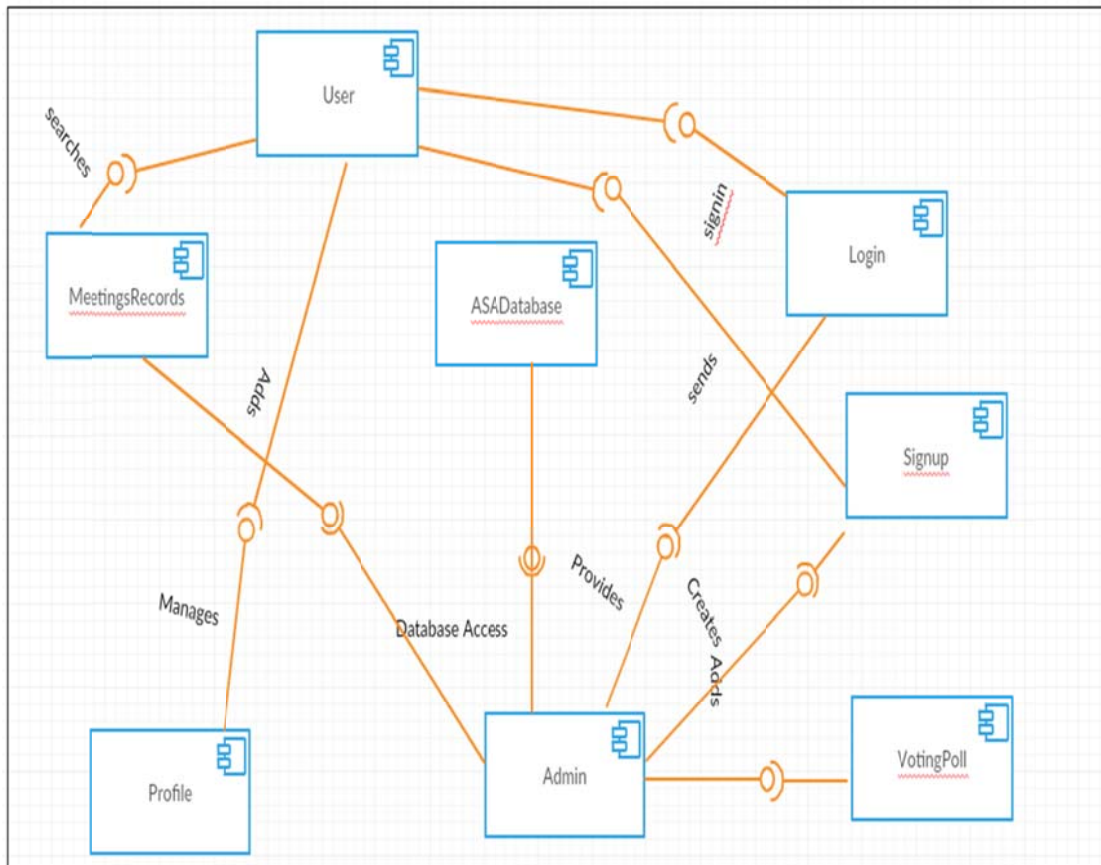 User
searches
signin
Login
MeetingsRecords
ASADatabase
Adds
sends
Signup
Manages
Provides
Creates
Database Access
Adds
Profile
Admin
VotingPoll